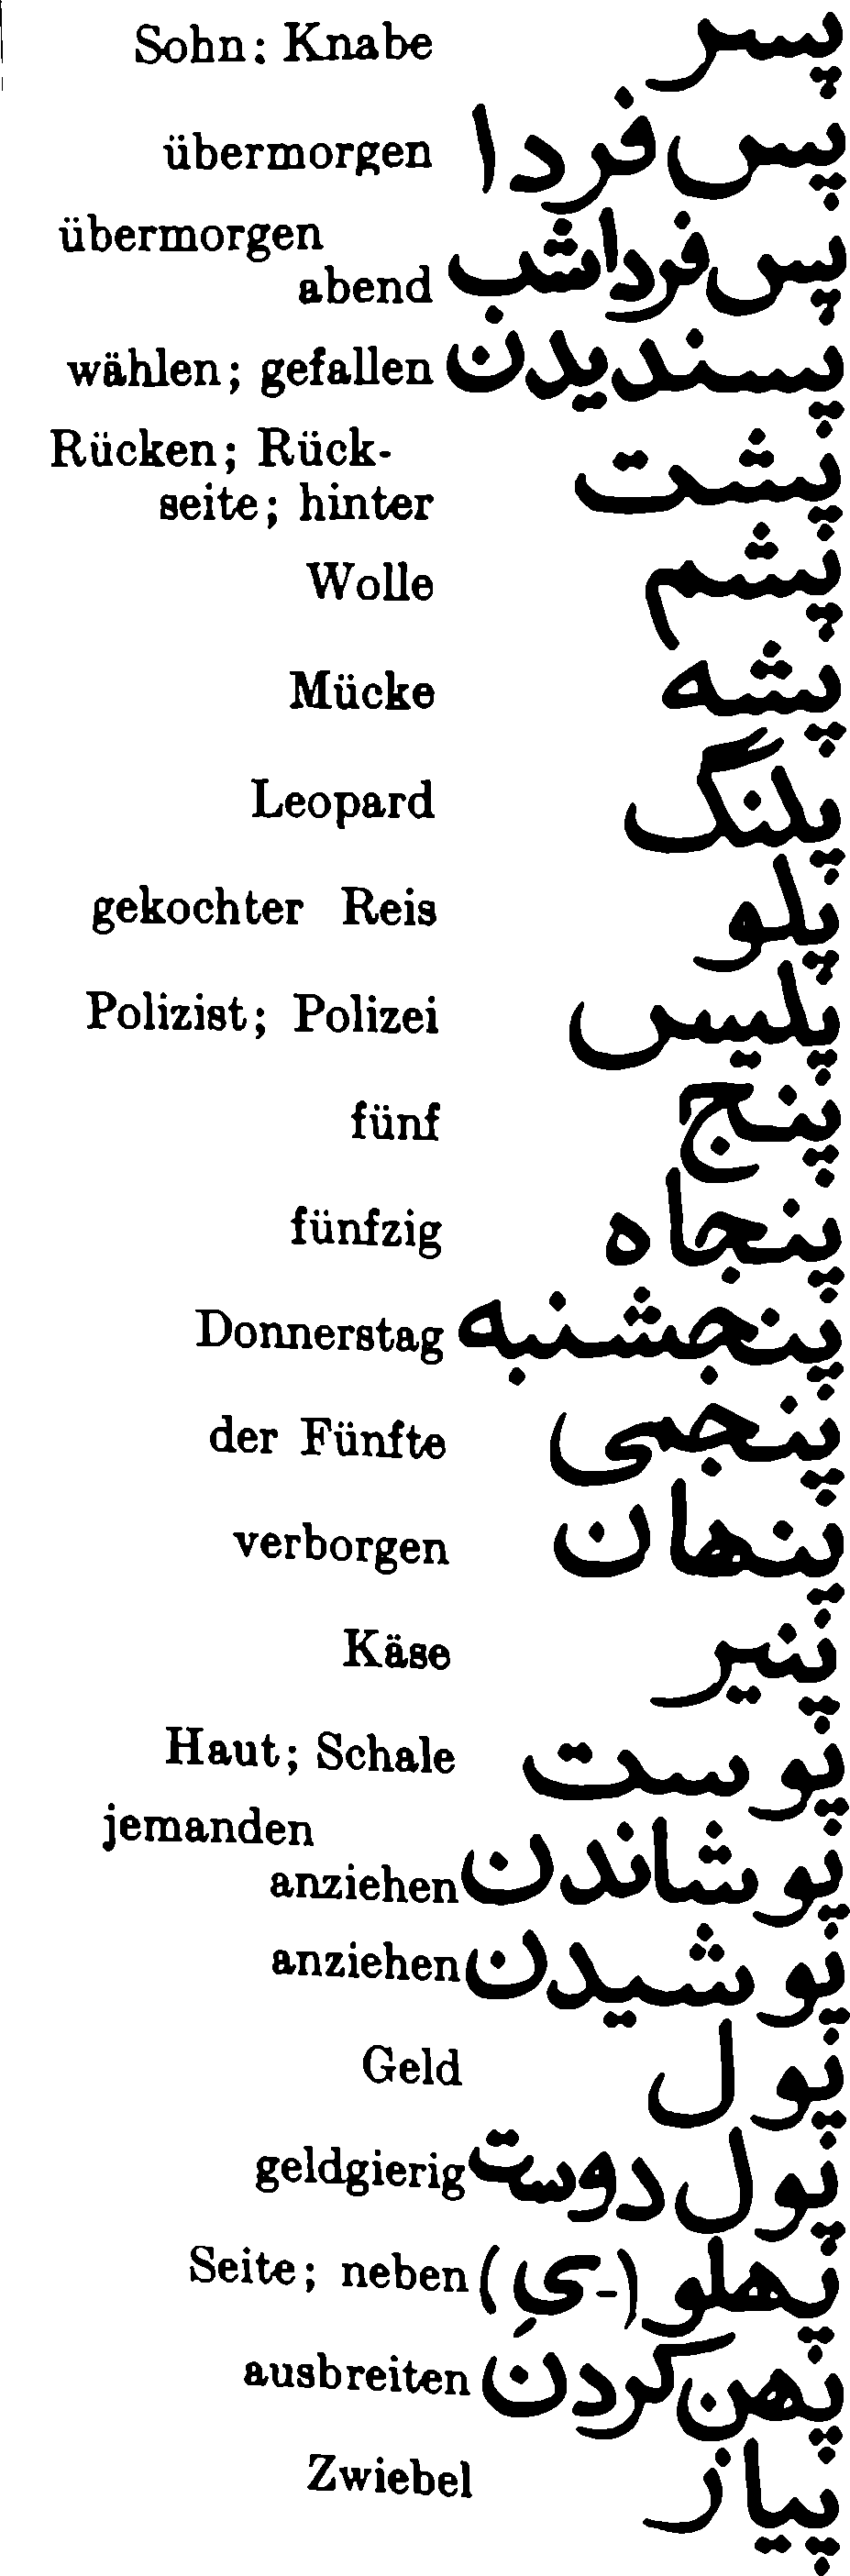 Sohn; Knabe پسر
übermorgen پس‌فردا
übermorgen
abend پس‌فرداشب
wählen; gefallen پسندیدن
Rücken; Rück-
seite; hinter پشت
Wolle پشم
Mücke پشه
Leopard پلنگ
gekochter Reis پلو
Polizist; Polizei پلیس
fünf پنج
fünfzig پنجاه
Donnerstag پنجشنبه
der Fünfte پنجمی
verborgen پنهان
Käse پنیر
Haut; Schale پوست
jemanden
anziehen پوشاندن
anziehen پوشیدن
Geld پول
geldgierig پول دوست
Seite; neben پهلو (-یِ)
ausbreiten پهن کردن
Zwiebel پیاز